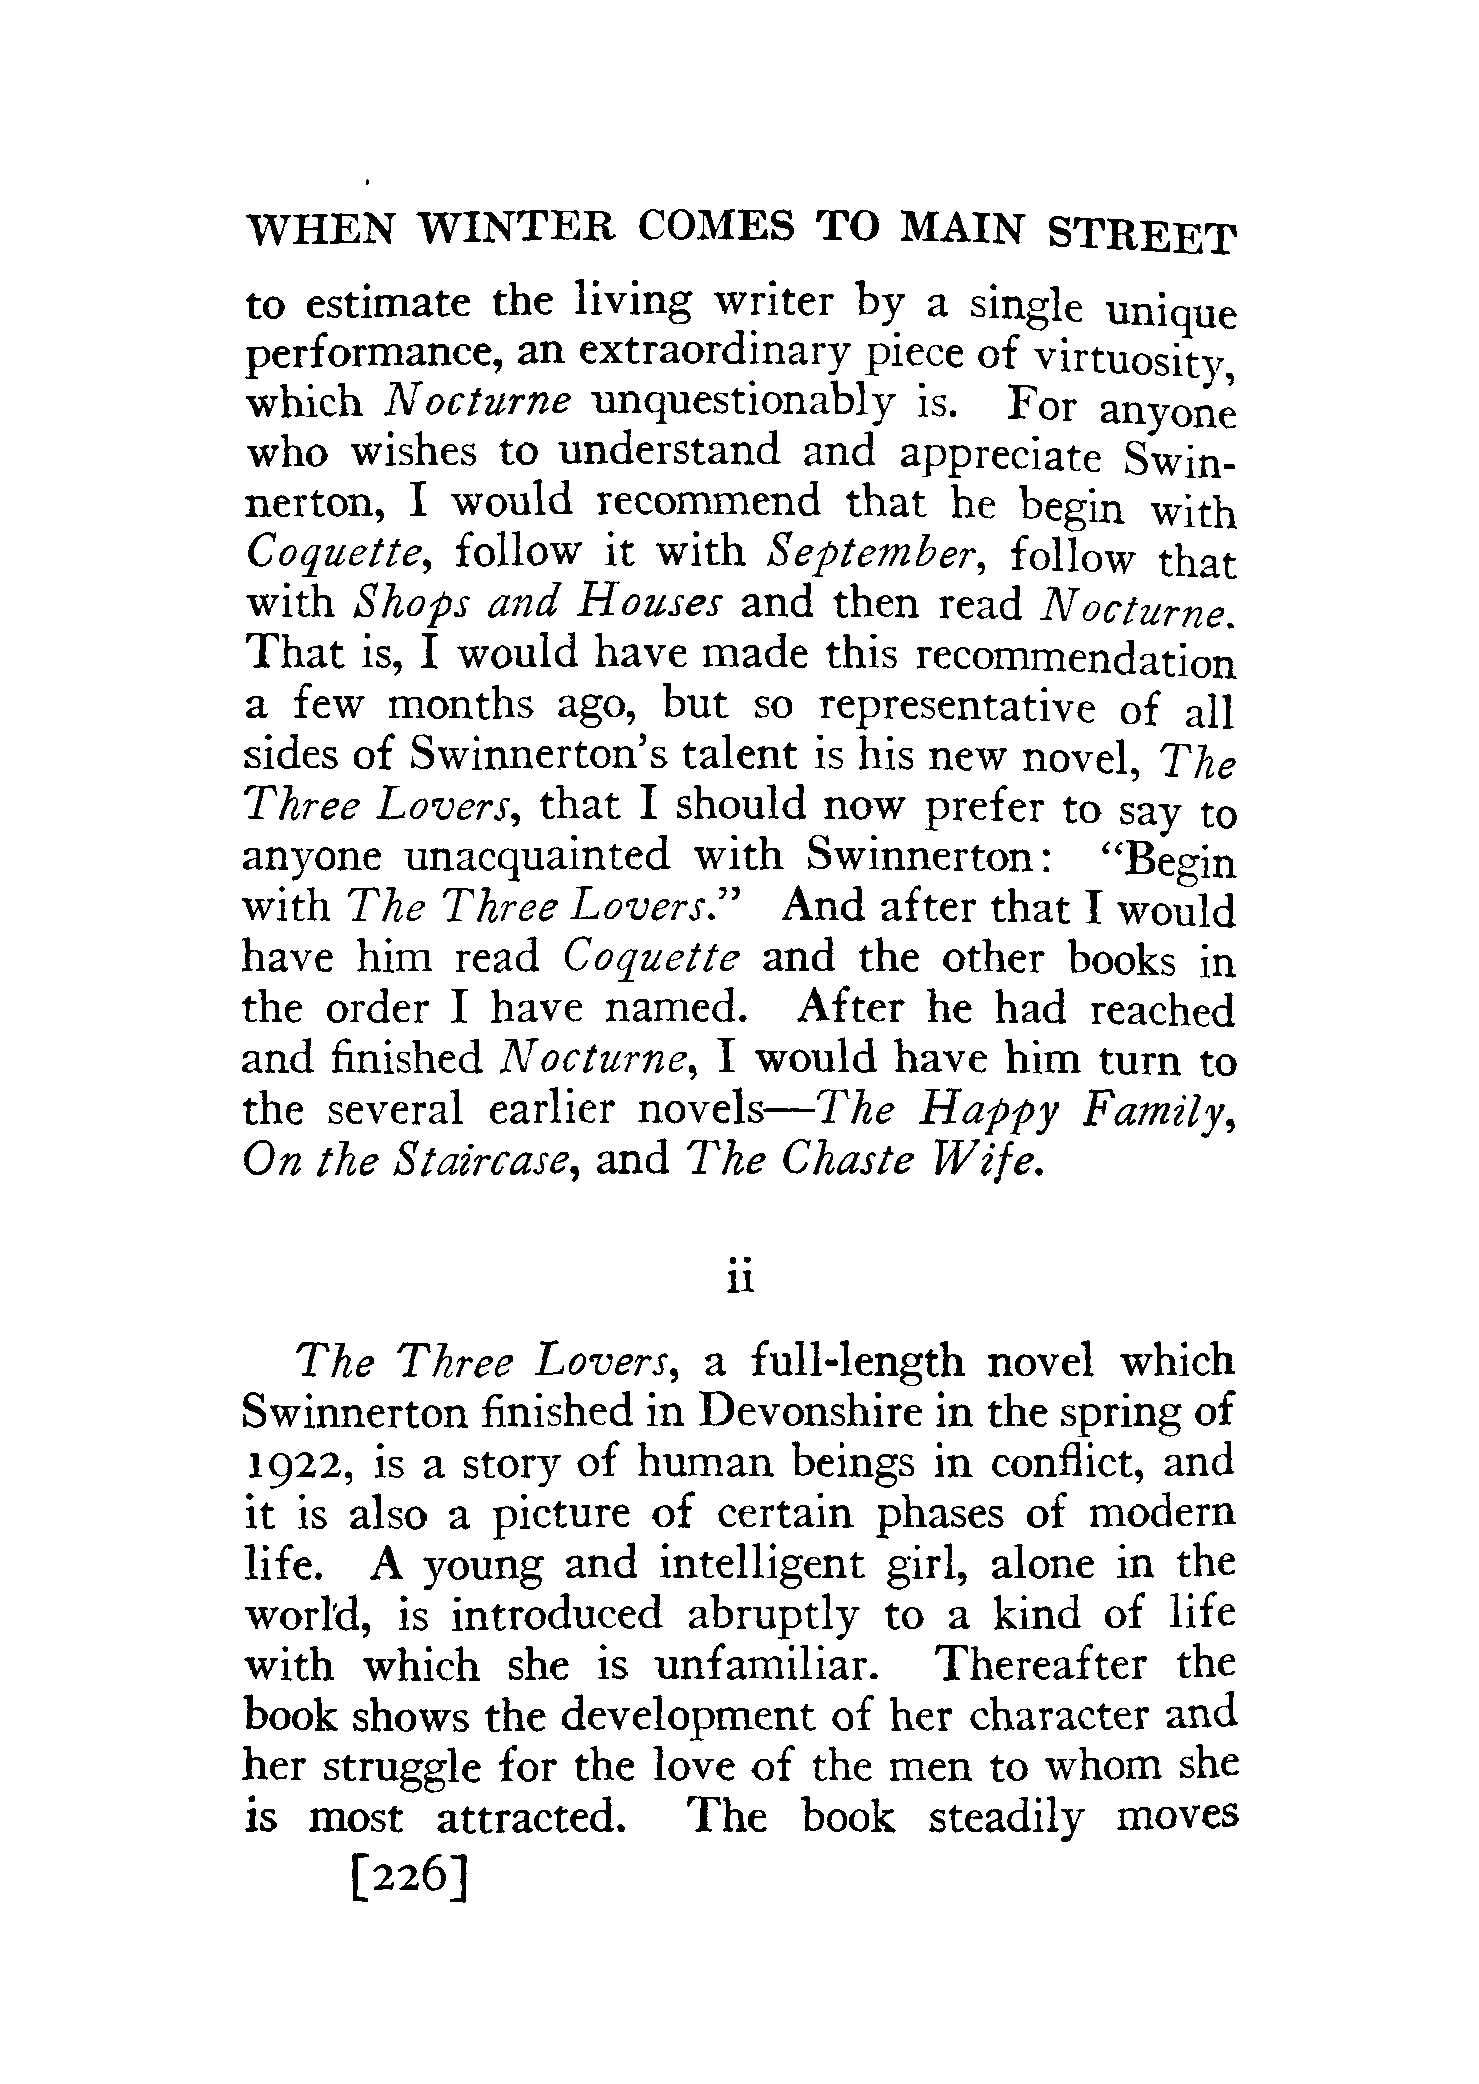 WHEN WINTER COMES TO MAIN STREET
to estimate the living writer by a single unique
performance, an extraordinary piece of virtuosity,
which Nocturne unquestionably is. For anyone
who wishes to understand and appreciate Swin-
nerton, I would recommend that he begin with
Coquette, follow it with September, follow that
with Shops and Houses and then read Nocturne.
That is, I would have made this recommendation
a few months ago, but so representative of all
sides of Swinnerton's talent is his new novel, The
Three Lovers, that I should now prefer to say to
anyone unacquainted with Swinnerton: "Begin
with The Three Lovers." And after that I would
have him read Coquette and the other books in
the order I have named. After he had reached
and finished Nocturne, I would have him turn to
the several earlier novels—The Happy Family,
On the Staircase, and The Chaste Wife.
ii
The Three Lovers, a full-length novel which
Swinnerton finished in Devonshire in the spring of
1922, is a story of human beings in conflict, and
it is also a picture of certain phases of modern
life. A young and intelligent girl, alone in the
world, is introduced abruptly to a kind of life
with which she is unfamiliar. Thereafter the
book shows the development of her character and
her struggle for the love of the men to whom she
is most attracted. The book steadily moves
[226]